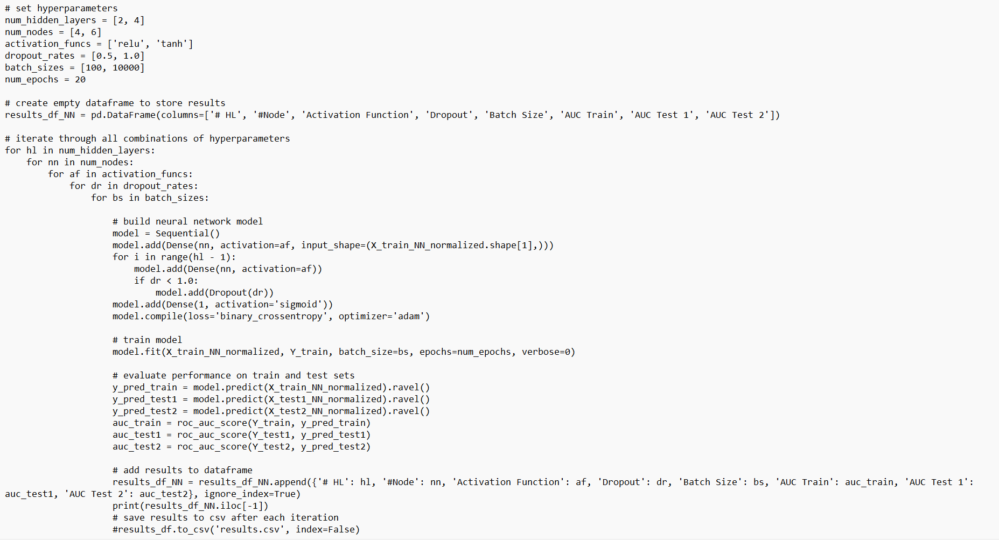 # set hyperparameters
num_hidden_layers = [2, 4]
num_nodes = [4, 6]
activation_funcs = ['relu', 'tanh']
dropout_rates = [0.5, 1.0]
batch_sizes = [100, 10000]
num_epochs = 20

# create empty dataframe to store results
results_df_NN = pd.DataFrame(columns=['# HL', '#Node', 'Activation Function', 'Dropout', 'Batch Size', 'AUC Train', 'AUC Test 1', 'AUC Test 2'])

# iterate through all combinations of hyperparameters
for hl in num_hidden_layers:
    for nn in num_nodes:
        for af in activation_funcs:
            for dr in dropout_rates:
                for bs in batch_sizes:

                    # build neural network model
                    model = Sequential()
                    model.add(Dense(nn, activation=af, input_shape=(X_train_NN_normalized.shape[1],)))
                    for i in range(hl - 1):
                        model.add(Dense(nn, activation=af))
                        if dr < 1.0:
                            model.add(Dropout(dr))
                    model.add(Dense(1, activation='sigmoid'))
                    model.compile(loss='binary_crossentropy', optimizer='adam')

                    # train model
                    model.fit(X_train_NN_normalized, Y_train, batch_size=bs, epochs=num_epochs, verbose=0)

                    # evaluate performance on train and test sets
                    y_pred_train = model.predict(X_train_NN_normalized).ravel()
                    y_pred_test1 = model.predict(X_test1_NN_normalized).ravel()
                    y_pred_test2 = model.predict(X_test2_NN_normalized).ravel()
                    auc_train = roc_auc_score(Y_train, y_pred_train)
                    auc_test1 = roc_auc_score(Y_test1, y_pred_test1)
                    auc_test2 = roc_auc_score(Y_test2, y_pred_test2)

                    # add results to dataframe
                    results_df_NN = results_df_NN.append({'# HL': hl, '#Node': nn, 'Activation Function': af, 'Dropout': dr, 'Batch Size': bs, 'AUC Train': auc_train, 'AUC Test 1':
auc_test1, 'AUC Test 2': auc_test2}, ignore_index=True)
                    print(results_df_NN.iloc[-1])
                    # save results to csv after each iteration
                    #results_df.to_csv('results.csv', index=False)